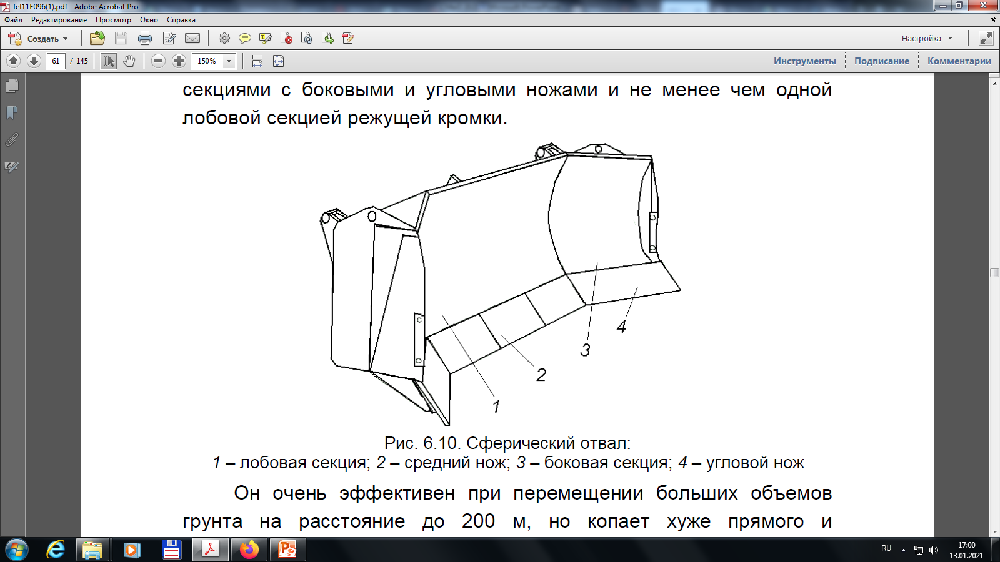 fel11E096(1).pdf - Adobe Acrobat Pro
Файл Редактирование Просмотр Окно Справка
Создать Настройка
61 / 145 150% Инструменты Подписание Комментарии
секциями с боковыми и угловыми ножами и не менее чем одной
лобовой секцией режущей кромки.
4
3
2
1
Рис. 6.10. Сферический отвал:
1 – лобовая секция; 2 – средний нож; 3 – боковая секция; 4 – угловой нож
Он очень эффективен при перемещении больших объемов
грунта на расстояние до 200 м, но копает хуже прямого и
RU 17:00
13.01.2021